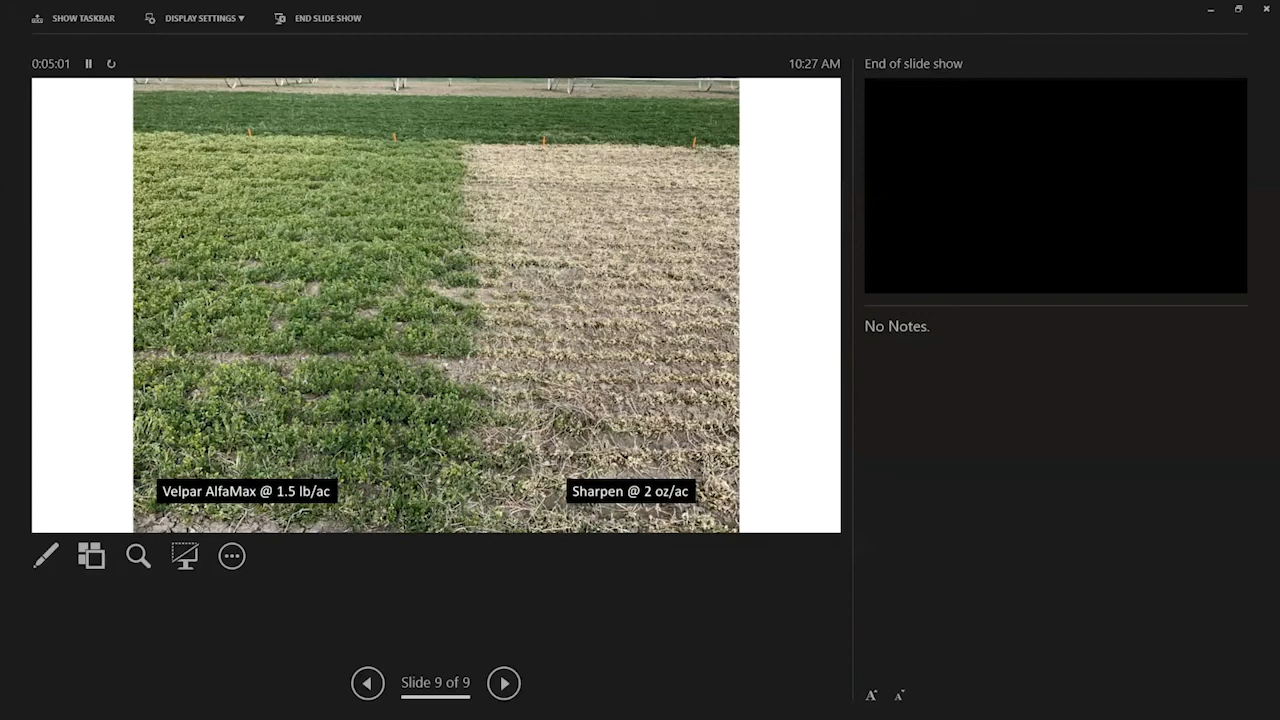 SHOW TASKBAR
DISPLAY SETTINGS ▼
END SLIDE SHOW
0:05:01
10:27 AM
End of slide show
Velpar AlfaMax @ 1.5 lb/ac
Sharpen @ 2 oz/ac
No Notes.
Slide 9 of 9
A
A